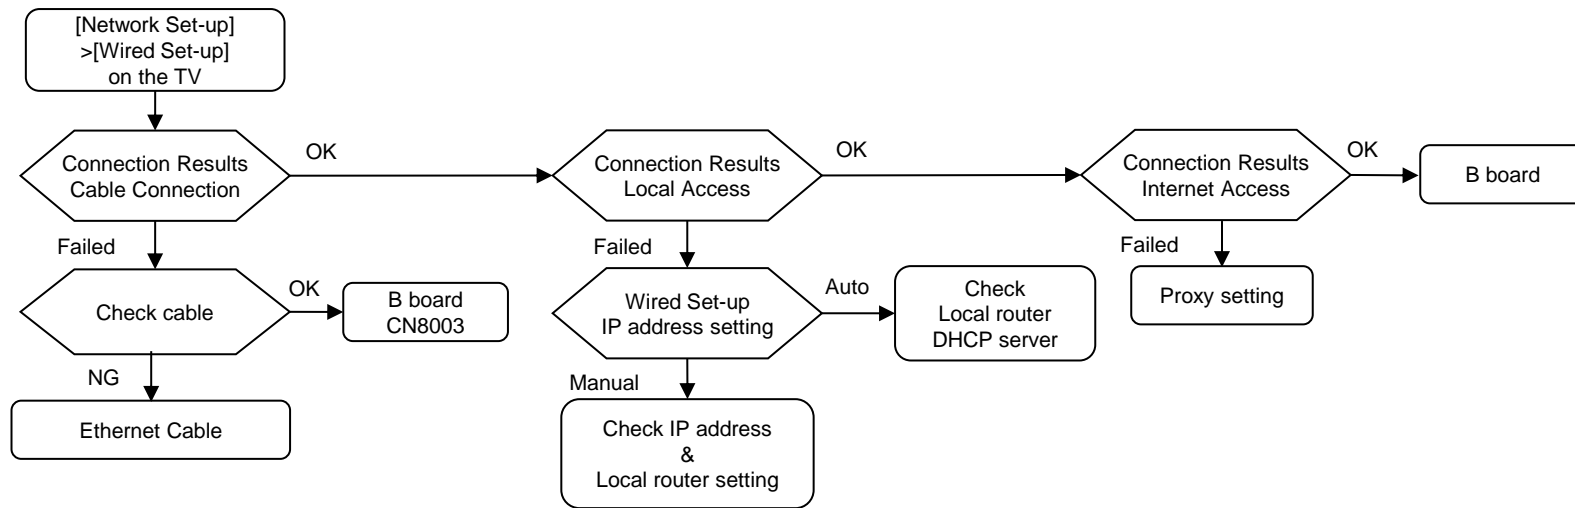 [Network Set-up]
>[Wired Set-up]
on the TV
Connection Results
Cable Connection
OK
Connection Results
Local Access
OK
Connection Results
Internet Access
OK
B board
Failed
Failed
Failed
Check cable
OK
B board
CN8003
Wired Set-up
IP address setting
Auto
Check
Local router
DHCP server
Proxy setting
NG
Manual
Ethernet Cable
Check IP address
&
Local router setting